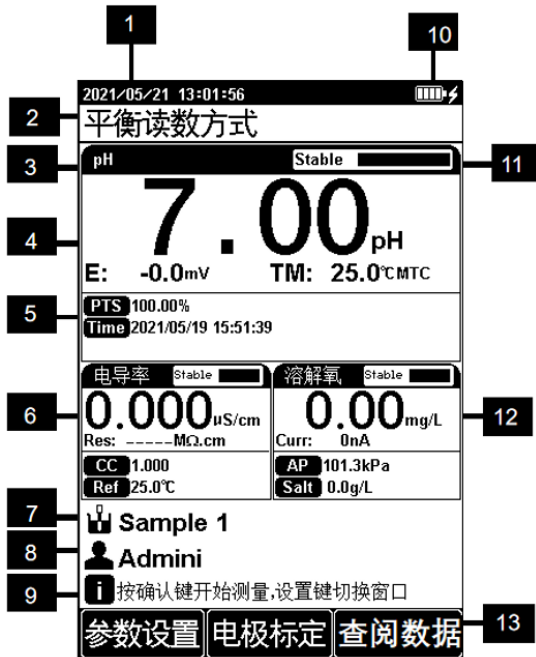 1
10
2021/05/21 13:01:56
2
平衡读数方式
3
pH
Stable
11
4
7.00pH
E: -0.0mV TM: 25.0℃MTC
5
PTS 100.00%
Time 2021/05/19 15:51:39
电导率 Stable
溶解氧 Stable
6
0.000μS/cm
0.00mg/L
12
Res: -----MΩ.cm
Curr: 0nA
CC 1.000
AP 101.3kPa
Ref 25.0℃
Salt 0.0g/L
7
Sample 1
8
Admini
9
i 按确认键开始测量,设置键切换窗口
参数设置 电极标定 查阅数据
13